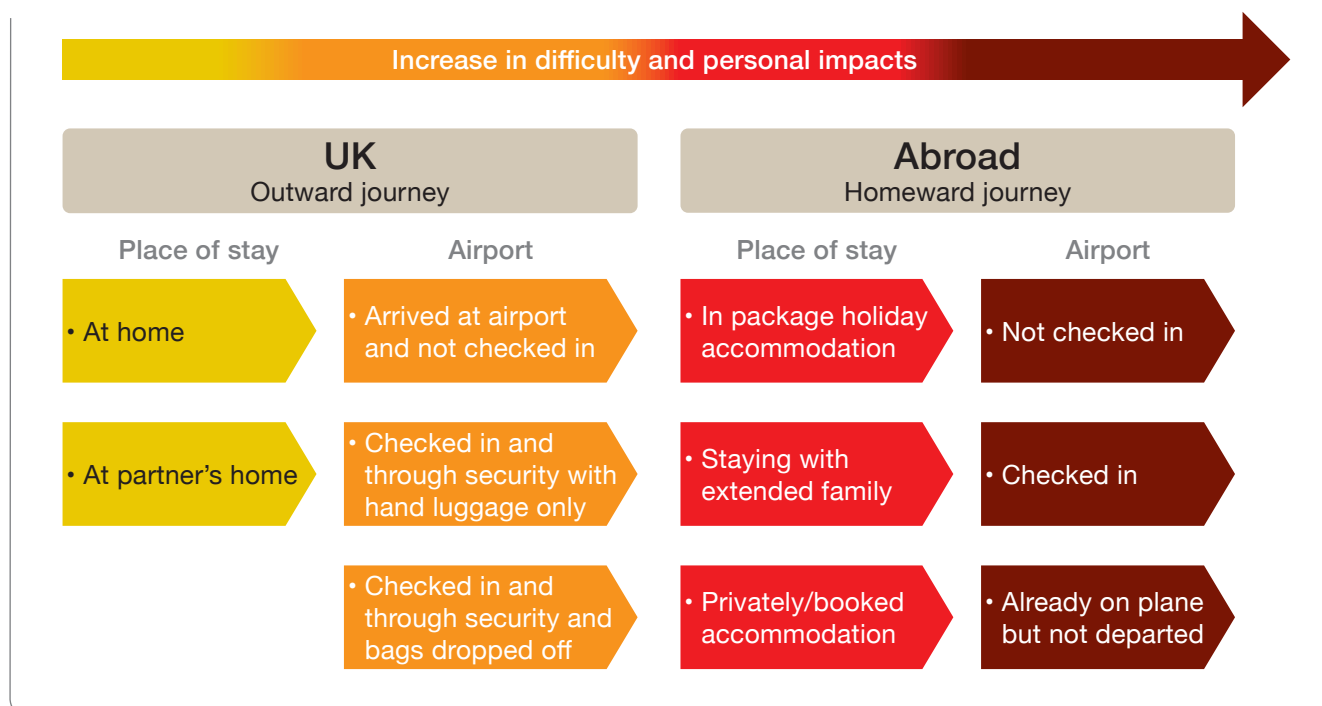 Increase in difficulty and personal impacts
UK
Outward journey
Abroad
Homeward journey
Place of stay
Airport
Place of stay
Airport
• At home
• Arrived at airport
and not checked in
• In package holiday
accommodation
• Not checked in
• At partner’s home
• Checked in and
through security with
hand luggage only
• Staying with
extended family
• Checked in
• Checked in and
through security and
bags dropped off
• Privately/booked
accommodation
• Already on plane
but not departed